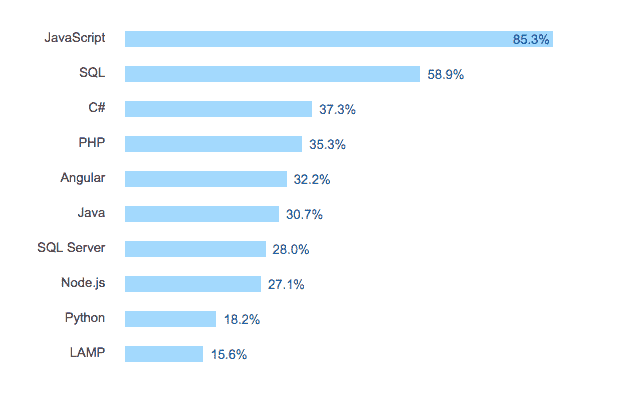 JavaScript 85.3%
SQL 58.9%
C# 37.3%
PHP 35.3%
Angular 32.2%
Java 30.7%
SQL Server 28.0%
Node.js 27.1%
Python 18.2%
LAMP 15.6%